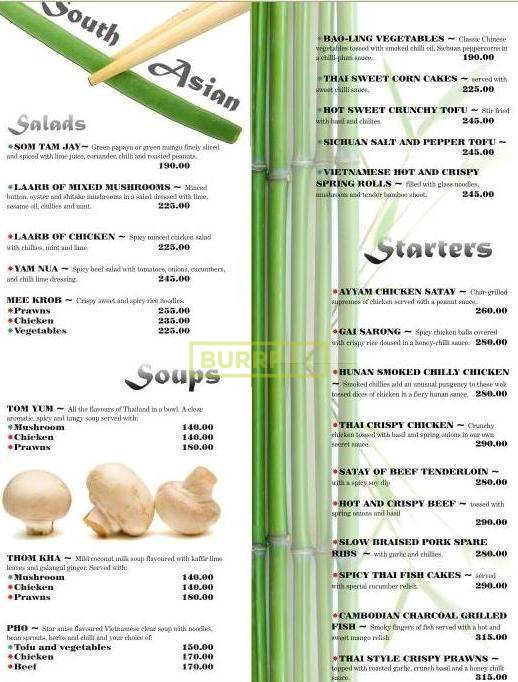 South
Asian
Salads
*SOM TAM JAY~ Green papaya or green mango finely sliced
and spiced with lime juice, coriander, chilli and roasted peanuts.
190.00
*LAARB OF MIXED MUSHROOMS ~ Minced
button, oyster and shitake mushrooms in a salad dressed with lime,
sesame oil, chillies and mint. 225.00
*LAARB OF CHICKEN ~ Spicy minced chicken salad
with chillies, mint and lime. 225.00
*YAM NUA ~ Spicy beef salad with tomatoes, onions, cucumbers,
and chilli lime dressing. 245.00
MEE KROB ~ Crispy sweet and spicy rice noodles.
*Prawns 255.00
*Chicken 235.00
*Vegetables 225.00
Soups
TOM YUM ~ All the flavours of Thailand in a bowl. A clear
aromatic, spicy and tangy soup served with:
*Mushroom 140.00
*Chicken 140.00
*Prawns 180.00
THOM KHA ~ Mild coconut milk soup flavoured with kaffir lime
leaves and galangal ginger. Served with:
*Mushroom 140.00
*Chicken 140.00
*Prawns 180.00
PHO ~ Star anise flavoured Vietnamese clear soup with noodles,
bean sprouts, herbs and chilli and your choice of:
*Tofu and vegetables 150.00
*Chicken 170.00
*Beef 170.00
*BAO-LING VEGETABLES ~ Classic Chinese
vegetables tossed with smoked chilli oil, Sichuan peppercorns in
a chilli-plum sauce. 190.00
*THAI SWEET CORN CAKES ~ served with
sweet chilli sauce. 225.00
*HOT SWEET CRUNCHY TOFU ~ Stir fried
with basil and chillies. 245.00
*SICHUAN SALT AND PEPPER TOFU ~
245.00
*VIETNAMESE HOT AND CRISPY
SPRING ROLLS ~ filled with glass noodles,
mushroom and tender bamboo shoot. 245.00
Starters
*AYYAM CHICKEN SATAY ~ Char-grilled
supremes of chicken served with a peanut sauce.
260.00
*GAI SARONG ~ Spicy chicken balls covered
with crispy rice doused in a honey-chilli sauce. 280.00
*HUNAN SMOKED CHILLY CHICKEN
~ Smoked chillies add an unusual pungency to these wok
tossed dices of chicken in a fiery hunan sauce. 280.00
*THAI CRISPY CHICKEN ~ Crunchy
chicken tossed with basil and spring onions in our own
secret sauce. 290.00
*SATAY OF BEEF TENDERLOIN ~
with a spicy soy dip 280.00
*HOT AND CRISPY BEEF ~ tossed with
spring onions and basil
290.00
*SLOW BRAISED PORK SPARE
RIBS ~ with garlic and chillies. 280.00
*SPICY THAI FISH CAKES ~ served
with special cucumber relish. 290.00
*CAMBODIAN CHARCOAL GRILLED
FISH ~ Smoky fingers of fish served with a hot and
sweet mango relish 315.00
*THAI STYLE CRISPY PRAWNS ~
topped with roasted garlic, crunch basil and a honey chilli
sauce. 315.00